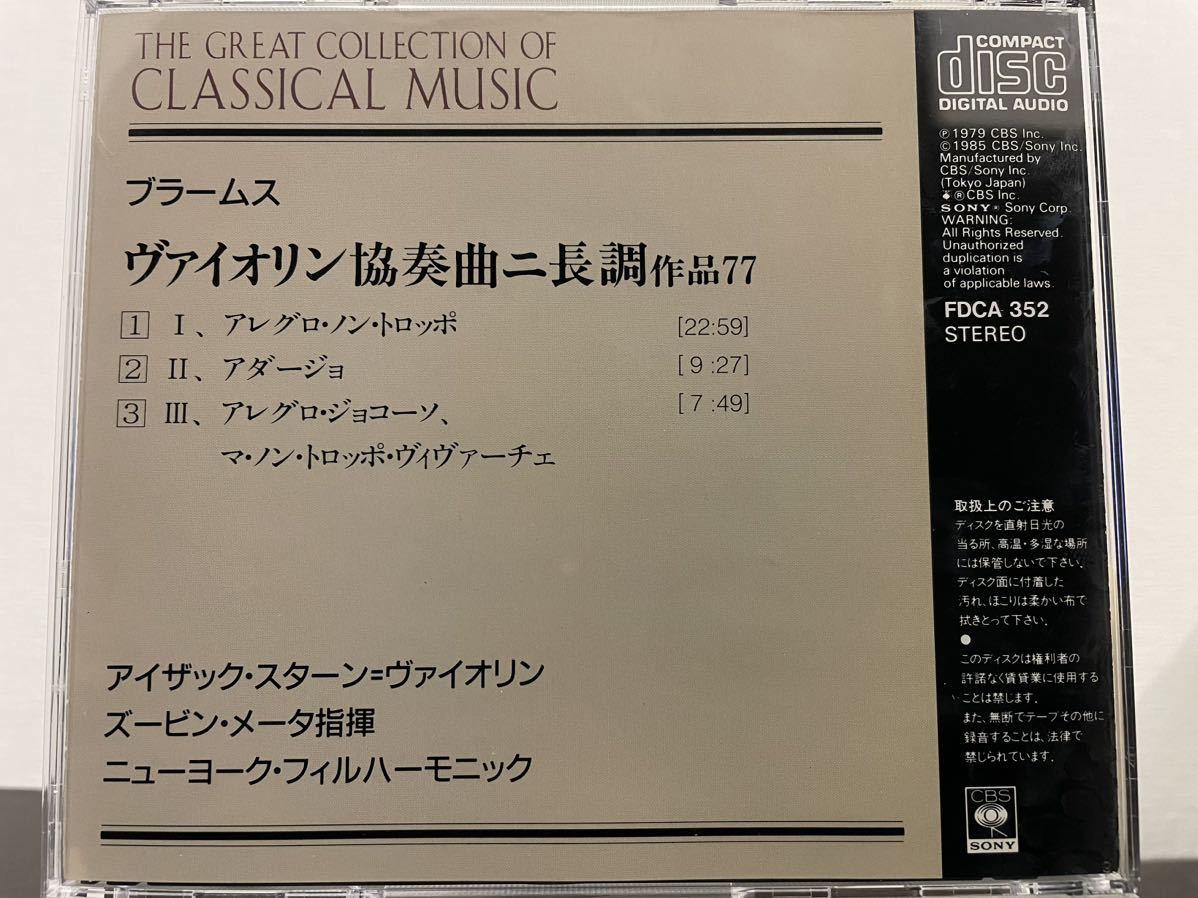 THE GREAT COLLECTION OF
CLASSICAL MUSIC
ブラームス
ヴァイオリン協奏曲ニ長調作品77
1 I、アレグロ・ノン・トロッポ [22:59]
2 II、アダージョ [9:27]
3 III、アレグロ・ジョコーソ、 [7:49]
マ・ノン・トロッポ・ヴィヴァーチェ
アイザック・スターン=ヴァイオリン
ズービン・メータ指揮
ニューヨーク・フィルハーモニック
COMPACT
disc
DIGITAL AUDIO
℗ 1979 CBS Inc.
© 1985 CBS/Sony Inc.
Manufactured by
CBS/Sony Inc.
(Tokyo Japan)
® CBS Inc.
SONY® Sony Corp.
WARNING:
All Rights Reserved.
Unauthorized
duplication is
a violation
of applicable laws.
FDCA 352
STEREO
取扱上のご注意
ディスクを直射日光の
当る所、高温・多湿な場所
には保管しないで下さい。
ディスク面に付着した
汚れ、ほこりは柔かい布で
拭きとって下さい。
●
このディスクは権利者の
許諾なく賃貸業に使用する
ことは禁じます。
また、無断でテープその他に
録音することは、法律で
禁じられています。
CBS
SONY